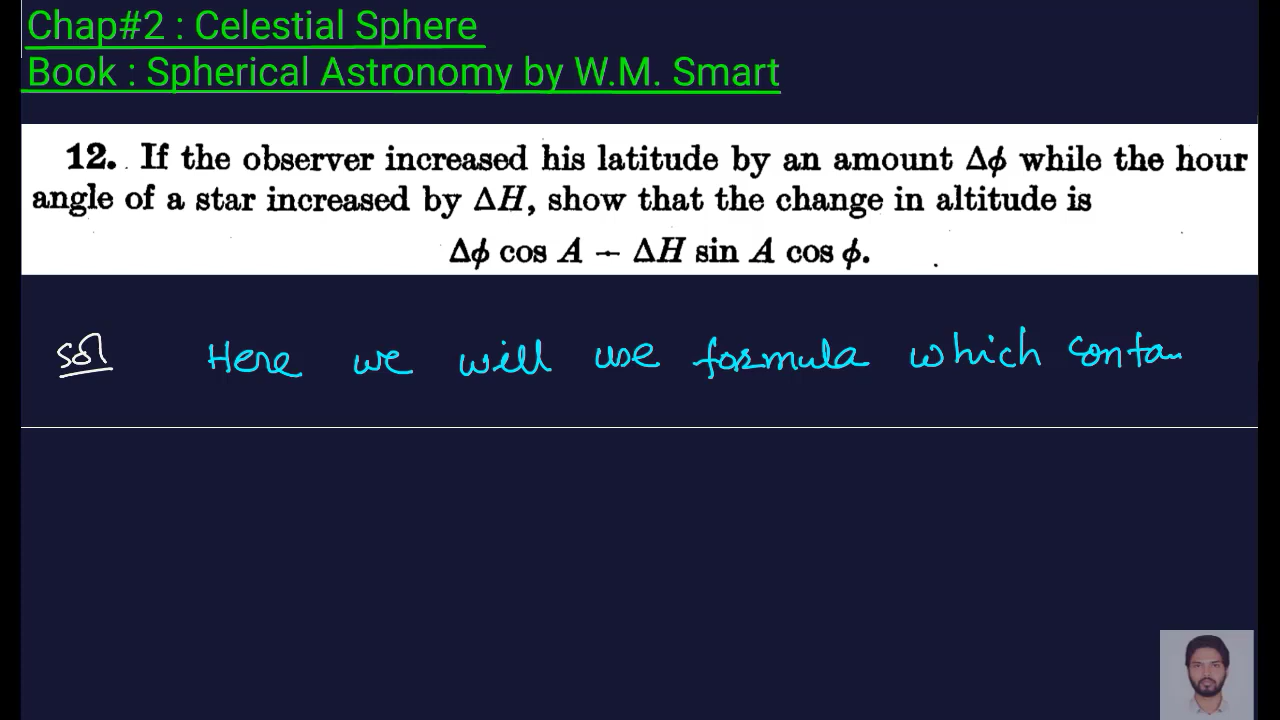 Chap#2 : Celestial Sphere
Book : Spherical Astronomy by W.M. Smart
12. If the observer increased his latitude by an amount Δϕ while the hour
angle of a star increased by ΔH, show that the change in altitude is
Δϕ cos A − ΔH sin A cos ϕ.
Sol Here we will use formula which contan